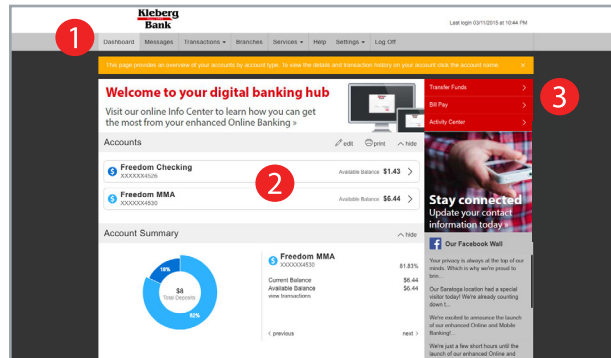 Kleberg
Bank
Last login 03/11/2015 at 10:44 PM
1
Dashboard Messages Transactions Branches Services Help Settings Log Off
This page provides an overview of your accounts by account type. To view the details and transaction history on your account click the account name. ×
Welcome to your digital banking hub
Visit our online Info Center to learn how you can get
the most from your enhanced Online Banking »
Transfer Funds
Bill Pay
Activity Center
3
Accounts edit print hide
Freedom Checking
XXXXXX4526
Available Balance $1.43
2
Freedom MMA
XXXXXX4530
Available Balance $6.44
Stay connected
Update your contact
information today »
Account Summary hide
18%
$8
Total Deposits
82%
Freedom MMA
XXXXXX4530
81.83%
Current Balance $6.44
Available Balance $6.44
view transactions
previous next
Our Facebook Wall
Your privacy is always at the top of our
minds. Which is why we're proud to
brin...
Our Saratoga location had a special
visitor today! We're already counting
down t...
We're excited to announce the launch
of our enhanced Online and Mobile
Banking!...
We're just a few short hours until the
launch of our enhanced Online and